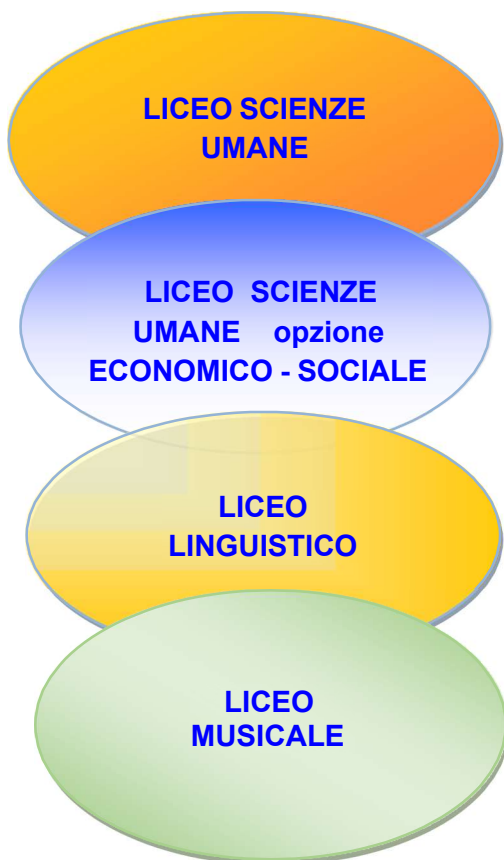 LICEO SCIENZE
UMANE
LICEO SCIENZE
UMANE opzione
ECONOMICO - SOCIALE
LICEO
LINGUISTICO
LICEO
MUSICALE